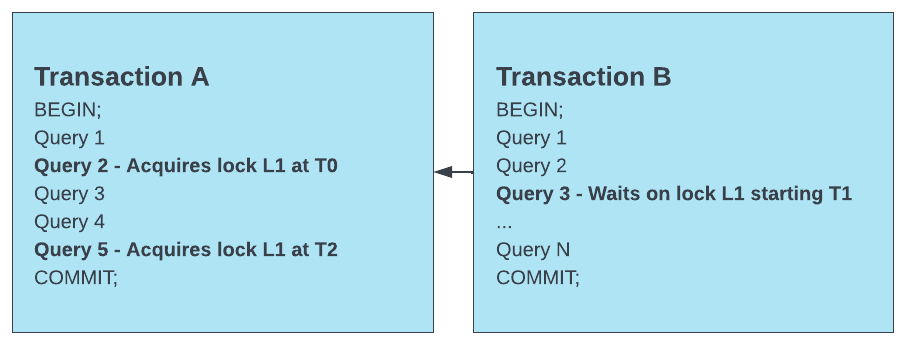 Transaction A
BEGIN;
Query 1
Query 2 - Acquires lock L1 at T0
Query 3
Query 4
Query 5 - Acquires lock L1 at T2
COMMIT;
Transaction B
BEGIN;
Query 1
Query 2
Query 3 - Waits on lock L1 starting T1
...
Query N
COMMIT;